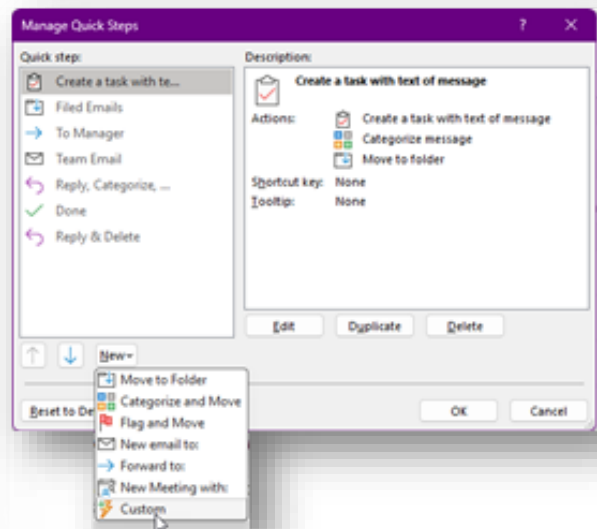 Manage Quick Steps ?
Quick step:
Create a task with te...
Filed Emails
To Manager
Team Email
Reply, Categorize, ...
Done
Reply & Delete
Description:
Create a task with text of message
Actions: Create a task with text of message
Categorize message
Move to folder
Shortcut key: None
Tooltip: None
Edit Duplicate Delete
New
Move to Folder
Categorize and Move
Flag and Move
New email to:
Forward to:
New Meeting with:
Custom
Reset to De
OK Cancel